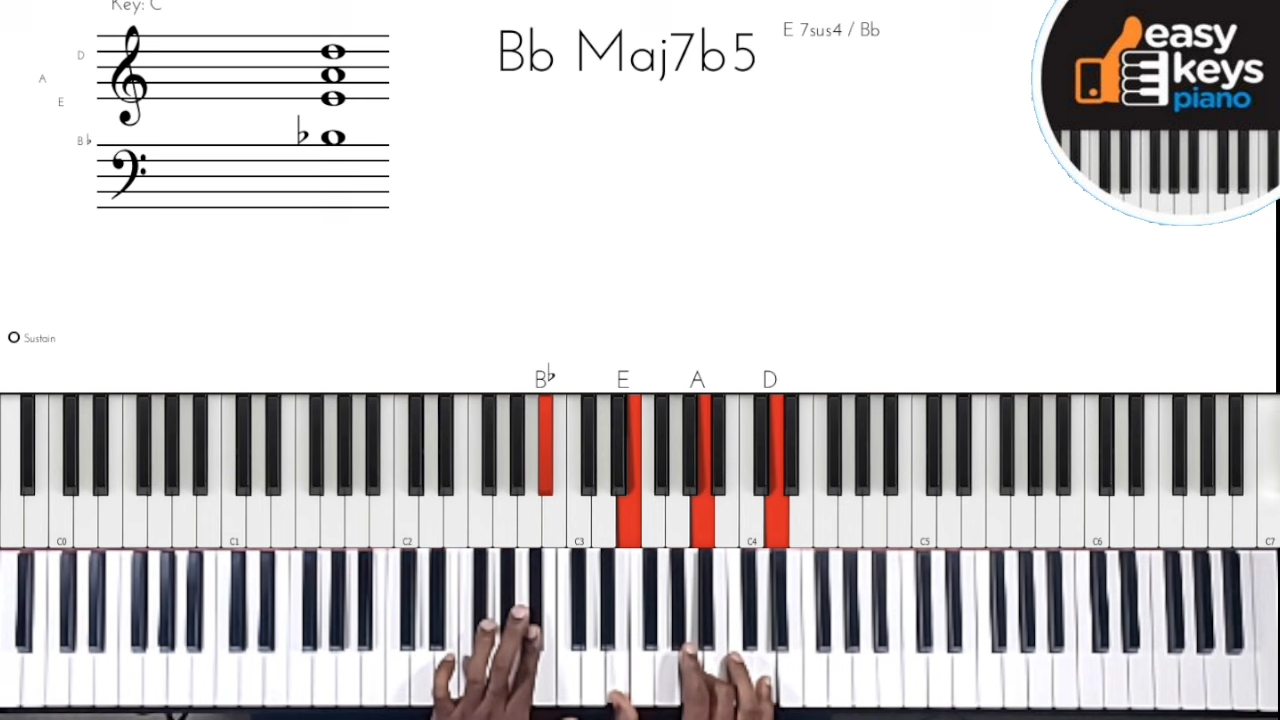 Key: C
Bb Maj7b5
E 7sus4 / Bb
easy
keys
piano
D
A
E
B♭
Sustain
B♭ E A D
C0 C1 C2 C3 C4 C5 C6 C7